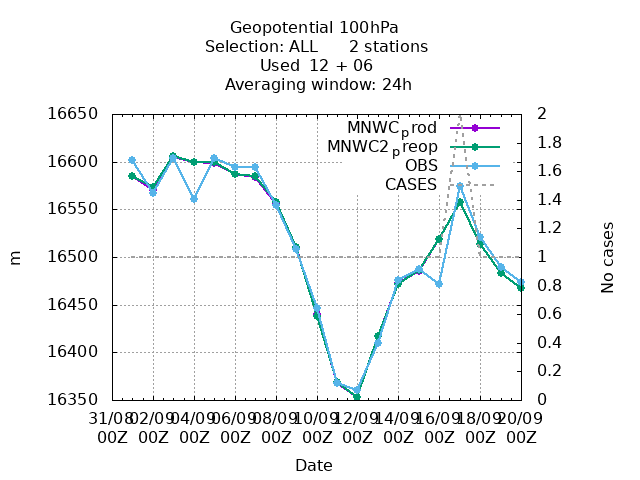 Geopotential 100hPa
Selection: ALL 2 stations
Used 12 + 06
Averaging window: 24h
16650
16600
16550
16500
16450
16400
16350
m
2
1.8
1.6
1.4
1.2
1
0.8
0.6
0.4
0.2
0
No cases
MNWCprod
MNWC2preop
OBS
CASES
31/08 02/09 04/09 06/09 08/09 10/09 12/09 14/09 16/09 18/09 20/09
00Z 00Z 00Z 00Z 00Z 00Z 00Z 00Z 00Z 00Z 00Z
Date